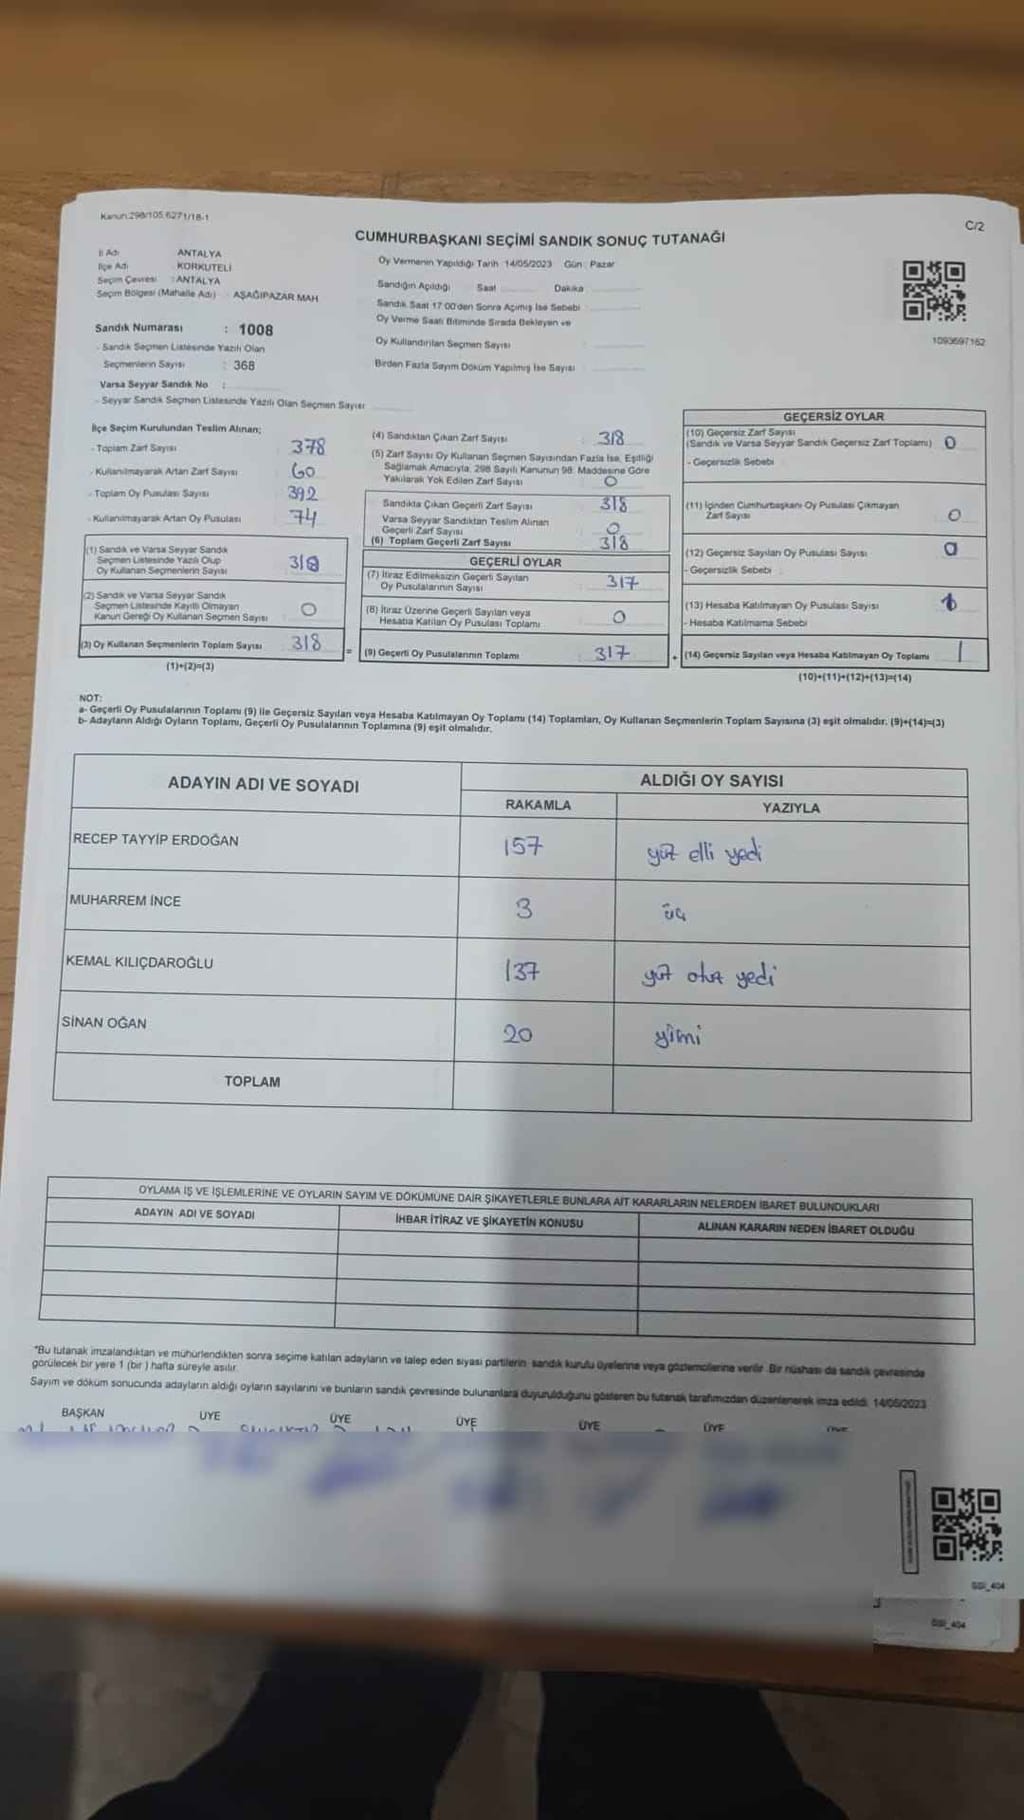 Kanun:298/105 6271/18-1
C/2
CUMHURBAŞKANI SEÇİMİ SANDIK SONUÇ TUTANAĞI
İl Adı ANTALYA
İlçe Adı : KORKUTELİ
Seçim Çevresi : ANTALYA
Seçim Bölgesi (Mahalle Adı) : AŞAĞIPAZAR MAH
Sandık Numarası : 1008
- Sandık Seçmen Listesinde Yazılı Olan
Seçmenlerin Sayısı : 368
Varsa Seyyar Sandık No :
- Seyyar Sandık Seçmen Listesinde Yazılı Olan Seçmen Sayısı
Oy Vermenin Yapıldığı Tarih 14/05/2023 Gün : Pazar
Sandığın Açıldığı Saat Dakika
Sandık Saat 17:00'den Sonra Açımış İse Sebebi
Oy Verme Saati Bitiminde Sırada Bekleyen ve
Oy Kullandırılan Seçmen Sayısı
Birden Fazla Sayım Döküm Yapılmış İse Sayısı
1093697162
İlçe Seçim Kurulundan Teslim Alınan;
- Toplam Zarf Sayısı 378
- Kullanılmayarak Artan Zarf Sayısı 60
- Toplam Oy Pusulası Sayısı 392
- Kullanılmayarak Artan Oy Pusulası 74
(1) Sandık ve Varsa Seyyar Sandık
Seçmen Listesinde Yazılı Olup
Oy Kullanan Seçmenlerin Sayısı 318
(2) Sandık ve Varsa Seyyar Sandık
Seçmen Listesinde Kayıtlı Olmayan
Kanun Gereği Oy Kullanan Seçmen Sayısı 0
(3) Oy Kullanan Seçmenlerin Toplam Sayısı 318
(1)+(2)=(3)
(4) Sandıktan Çıkan Zarf Sayısı : 318
(5) Zarf Sayısı Oy Kullanan Seçmen Sayısından Fazla İse, Eşitliği
Sağlamak Amacıyla, 298 Sayılı Kanunun 98. Maddesine Göre
Yakılarak Yok Edilen Zarf Sayısı 0
Sandıkta Çıkan Geçerli Zarf Sayısı : 318
Varsa Seyyar Sandıktan Teslim Alınan
Geçerli Zarf Sayısı 0
(6) Toplam Geçerli Zarf Sayısı 318
GEÇERLİ OYLAR
(7) İtiraz Edilmeksizin Geçerli Sayılan
Oy Pusulalarının Sayısı : 317
(8) İtiraz Üzerine Geçerli Sayılan veya
Hesaba Katılan Oy Pusulası Toplamı 0
=
(9) Geçerli Oy Pusulalarının Toplamı : 317
+
GEÇERSİZ OYLAR
(10) Geçersiz Zarf Sayısı
(Sandık ve Varsa Seyyar Sandık Geçersiz Zarf Toplamı) 0
- Geçersizlik Sebebi
(11) İçinden Cumhurbaşkanı Oy Pusulası Çıkmayan
Zarf Sayısı 0
(12) Geçersiz Sayılan Oy Pusulası Sayısı 0
- Geçersizlik Sebebi
(13) Hesaba Katılmayan Oy Pusulası Sayısı
- Hesaba Katılmama Sebebi
(14) Geçersiz Sayılan veya Hesaba Katılmayan Oy Toplamı 1
(10)+(11)+(12)+(13)=(14)
NOT:
a- Geçerli Oy Pusulalarının Toplamı (9) ile Geçersiz Sayılan veya Hesaba Katılmayan Oy Toplamı (14) Toplamları, Oy Kullanan Seçmenlerin Toplam Sayısına (3) eşit olmalıdır. (9)+(14)=(3)
b- Adayların Aldığı Oyların Toplamı, Geçerli Oy Pusulalarının Toplamına (9) eşit olmalıdır.
ADAYIN ADI VE SOYADI ALDIĞI OY SAYISI
RAKAMLA YAZIYLA
RECEP TAYYİP ERDOĞAN 157 yüz elli yedi
MUHARREM İNCE 3 üç
KEMAL KILIÇDAROĞLU 137 yüz otuz yedi
SİNAN OĞAN 20 yirmi
TOPLAM
OYLAMA İŞ VE İŞLEMLERİNE VE OYLARIN SAYIM VE DÖKÜMÜNE DAİR ŞİKAYETLERLE BUNLARA AİT KARARLARIN NELERDEN İBARET BULUNDUKLARI
ADAYIN ADI VE SOYADI İHBAR İTİRAZ VE ŞİKAYETİN KONUSU ALINAN KARARIN NEDEN İBARET OLDUĞU
"Bu tutanak imzalandıktan ve mühürlendikten sonra seçime katılan adayların ve talep eden siyasi partilerin sandık kurulu üyelerine veya gözlemcilerine verilir. Bir nüshası da sandık çevresinde
görülecek bir yere 1 (bir ) hafta süreyle asılır.
Sayım ve döküm sonucunda adayların aldığı oyların sayılarını ve bunların sandık çevresinde bulunanlara duyurulduğunu gösteren bu tutanak tarafımızdan düzenlenerek imza edildi. 14/05/2023
BAŞKAN ÜYE ÜYE ÜYE ÜYE ÜYE ÜYE
GSI_404
GSI_404